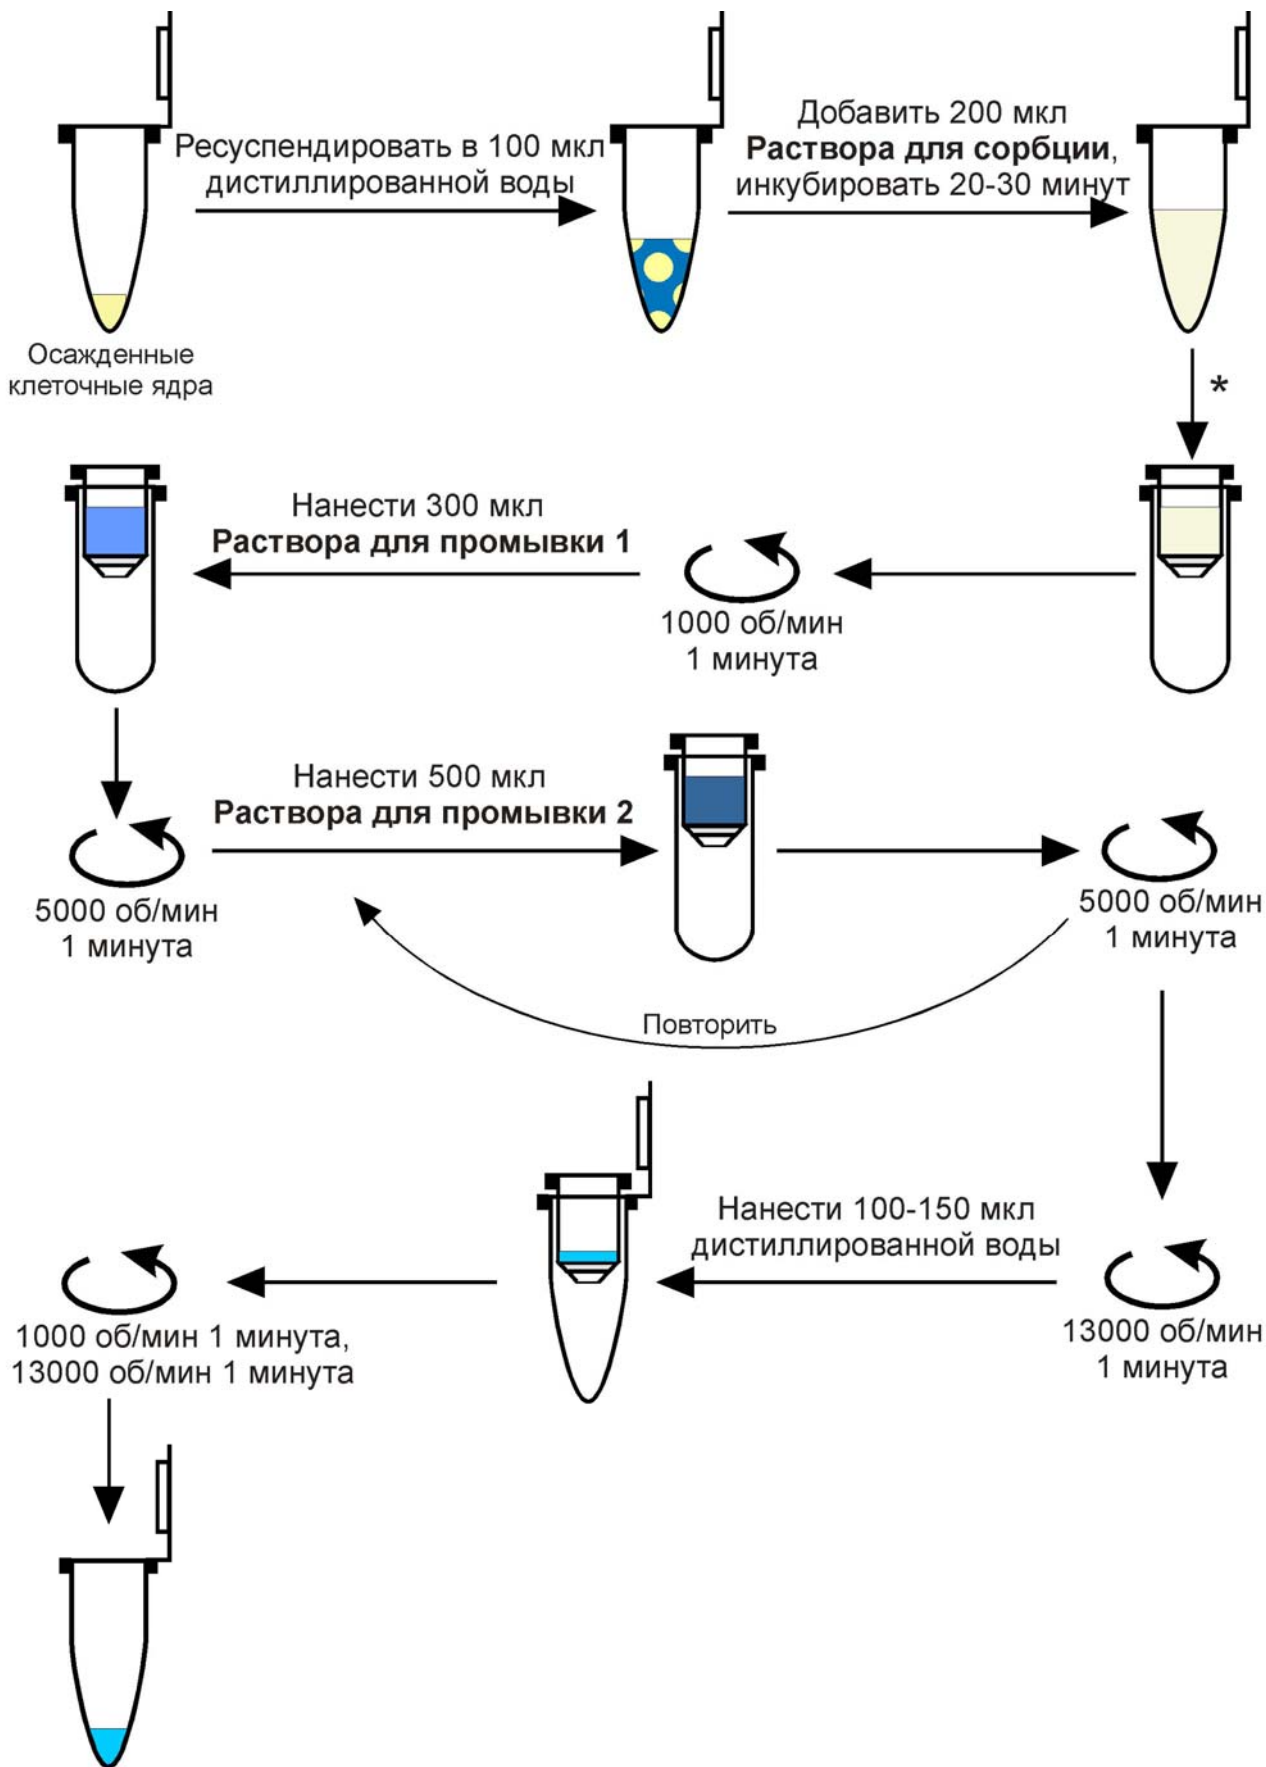 Ресуспендировать в 100 мкл
дистиллированной воды
Добавить 200 мкл
Раствора для сорбции,
инкубировать 20-30 минут
Осажденные
клеточные ядра
*
Нанести 300 мкл
Раствора для промывки 1
1000 об/мин
1 минута
Нанести 500 мкл
Раствора для промывки 2
5000 об/мин
1 минута
5000 об/мин
1 минута
Повторить
Нанести 100-150 мкл
дистиллированной воды
13000 об/мин
1 минута
1000 об/мин 1 минута,
13000 об/мин 1 минута